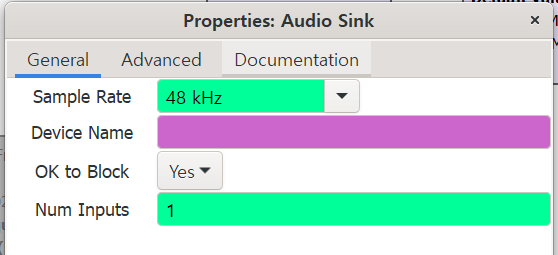 Properties: Audio Sink ×
General Advanced Documentation
Sample Rate 48 kHz
Device Name
OK to Block Yes
Num Inputs 1